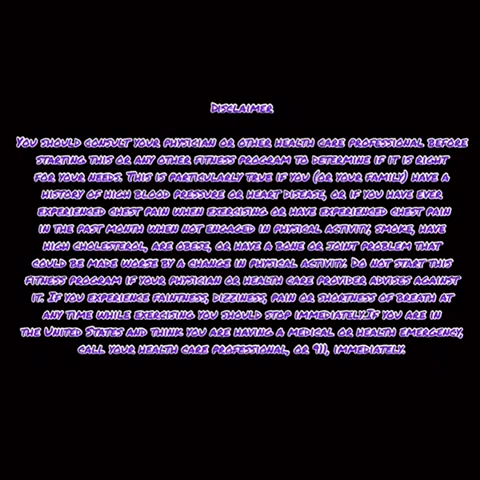 Disclaimer
You should consult your physician or other health care professional before
starting this or any other fitness program to determine if it is right
for your needs. This is particularly true if you (or your family) have a
history of high blood pressure or heart disease, or if you have ever
experienced chest pain when exercising or have experienced chest pain
in the past month when not engaged in physical activity, smoke, have
high cholesterol, are obese, or have a bone or joint problem that
could be made worse by a change in physical activity. Do not start this
fitness program if your physician or health care provider advises against
it. If you experience faintness, dizziness, pain or shortness of breath at
any time while exercising you should stop immediately.If you are in
the United States and think you are having a medical or health emergency,
call your health care professional, or 911, immediately.